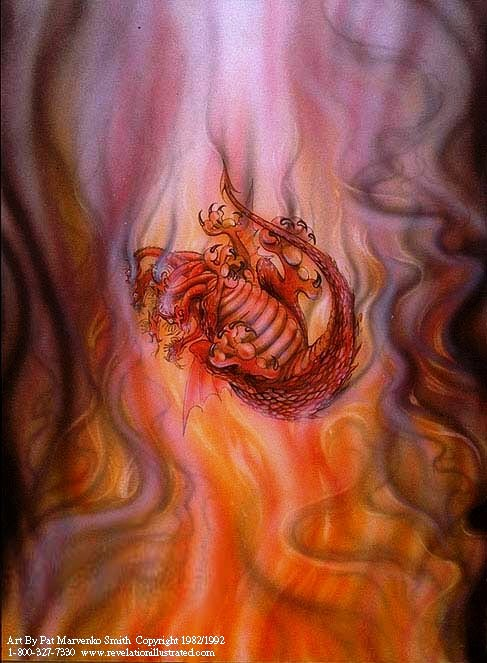 Art By Pat Marvenko Smith  Copyright 1982/1992
1-800-327-7330  www.revelationillustrated.com